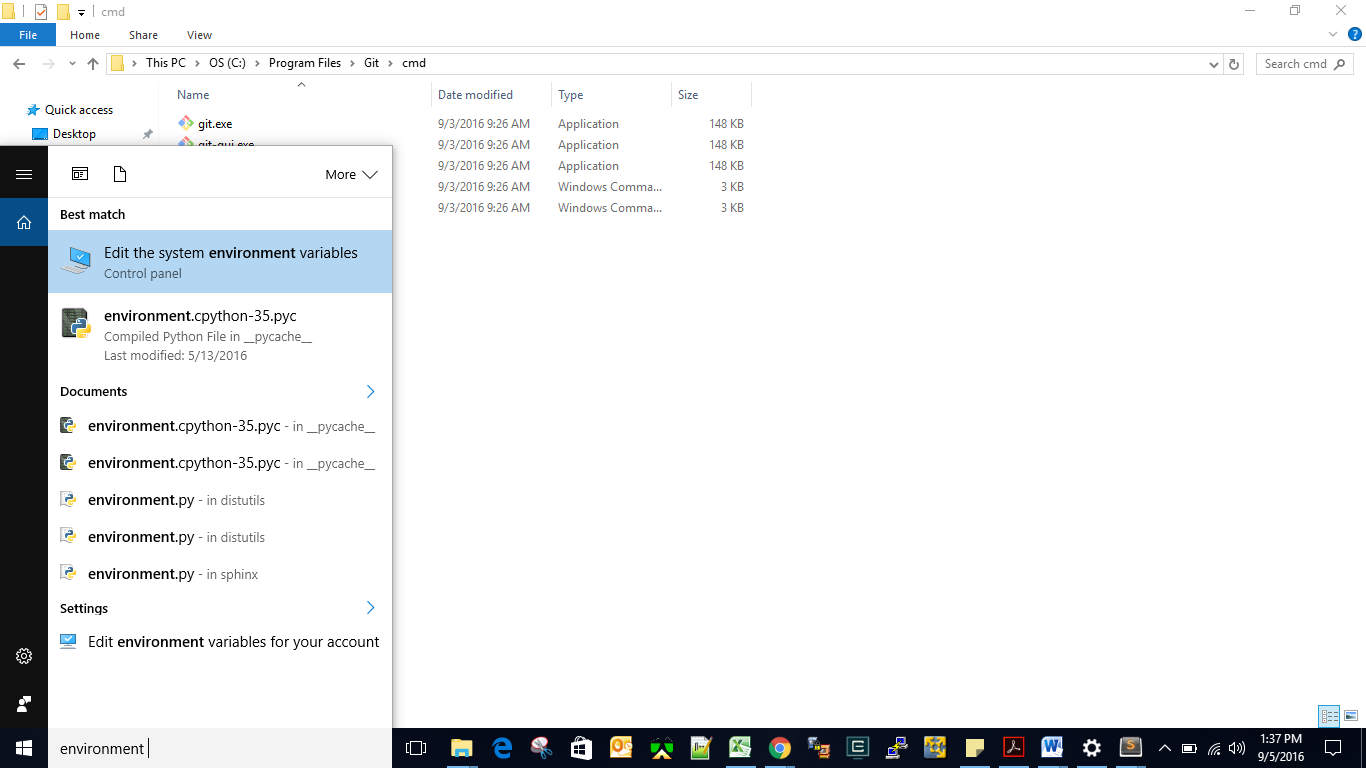 cmd
File Home Share View
This PC OS (C:) Program Files Git cmd
Search cmd
Name Date modified Type Size
Quick access
Desktop
git.exe 9/3/2016 9:26 AM Application 148 KB
git-gui.exe 9/3/2016 9:26 AM Application 148 KB
9/3/2016 9:26 AM Application 148 KB
9/3/2016 9:26 AM Windows Comma... 3 KB
9/3/2016 9:26 AM Windows Comma... 3 KB
More
Best match
Edit the system environment variables
Control panel
environment.cpython-35.pyc
Compiled Python File in __pycache__
Last modified: 5/13/2016
Documents
environment.cpython-35.pyc - in __pycache__
environment.cpython-35.pyc - in __pycache__
environment.py - in distutils
environment.py - in distutils
environment.py - in sphinx
Settings
Edit environment variables for your account
environment
1:37 PM
9/5/2016